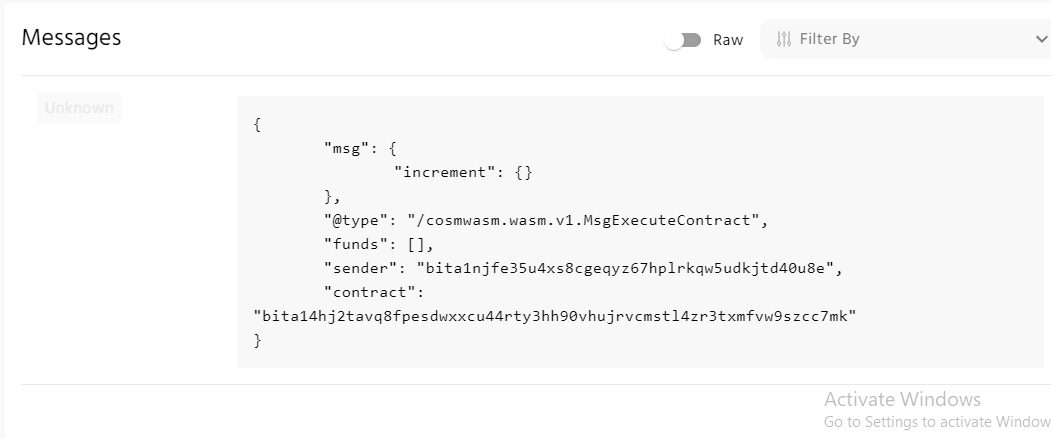 Messages
Raw
Filter By
Unknown
{
"msg": {
"increment": {}
},
"@type": "/cosmwasm.wasm.v1.MsgExecuteContract",
"funds": [],
"sender": "bita1njfe35u4xs8cgeqyz67hplrkqw5udkjtd40u8e",
"contract":
"bita14hj2tavq8fpesdwxxcu44rty3hh90vhujrvcmstl4zr3txmfvw9szcc7mk"
}
Activate Windows
Go to Settings to activate Window